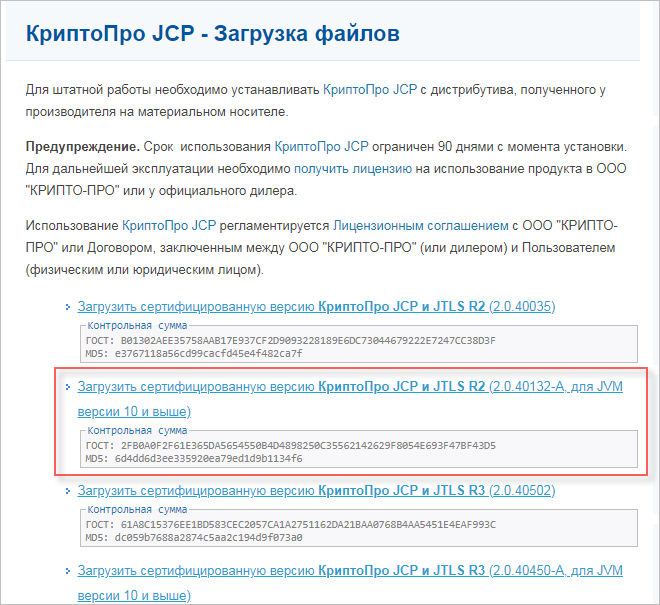 КриптоПро JCP - Загрузка файлов
Для штатной работы необходимо устанавливать КриптоПро JCP с дистрибутива, полученного у
производителя на материальном носителе.
Предупреждение. Срок использования КриптоПро JCP ограничен 90 днями с момента установки.
Для дальнейшей эксплуатации необходимо получить лицензию на использование продукта в ООО
"КРИПТО-ПРО" или у официального дилера.
Использование КриптоПро JCP регламентируется Лицензионным соглашением с ООО "КРИПТО-
ПРО" или Договором, заключенным между ООО "КРИПТО-ПРО" (или дилером) и Пользователем
(физическим или юридическим лицом).
Загрузить сертифицированную версию КриптоПро JCP и JTLS R2 (2.0.40035)
Контрольная сумма
ГОСТ: B01302AEE35758AAB17E937CF2D9093228189E6DC73044679222E7247CC38D3F
MD5: e3767118a56cd99cacfd45e4f482ca7f
Загрузить сертифицированную версию КриптоПро JCP и JTLS R2 (2.0.40132-A, для JVM
версии 10 и выше)
Контрольная сумма
ГОСТ: 2FB0A0F2F61E365DA5654550B4D4898250C35562142629F8054E693F47BF43D5
MD5: 6d4dd6d3ee335920ea79ed1d9b1134f6
Загрузить сертифицированную версию КриптоПро JCP и JTLS R3 (2.0.40502)
Контрольная сумма
ГОСТ: 61A8C15376EE1BD583CEC2057CA1A2751162DA21BAA0768B4AA5451E4EAF993C
MD5: dc059b7688a2874c5aa2c194d9f073a0
Загрузить сертифицированную версию КриптоПро JCP и JTLS R3 (2.0.40450-A, для JVM
версии 10 и выше)